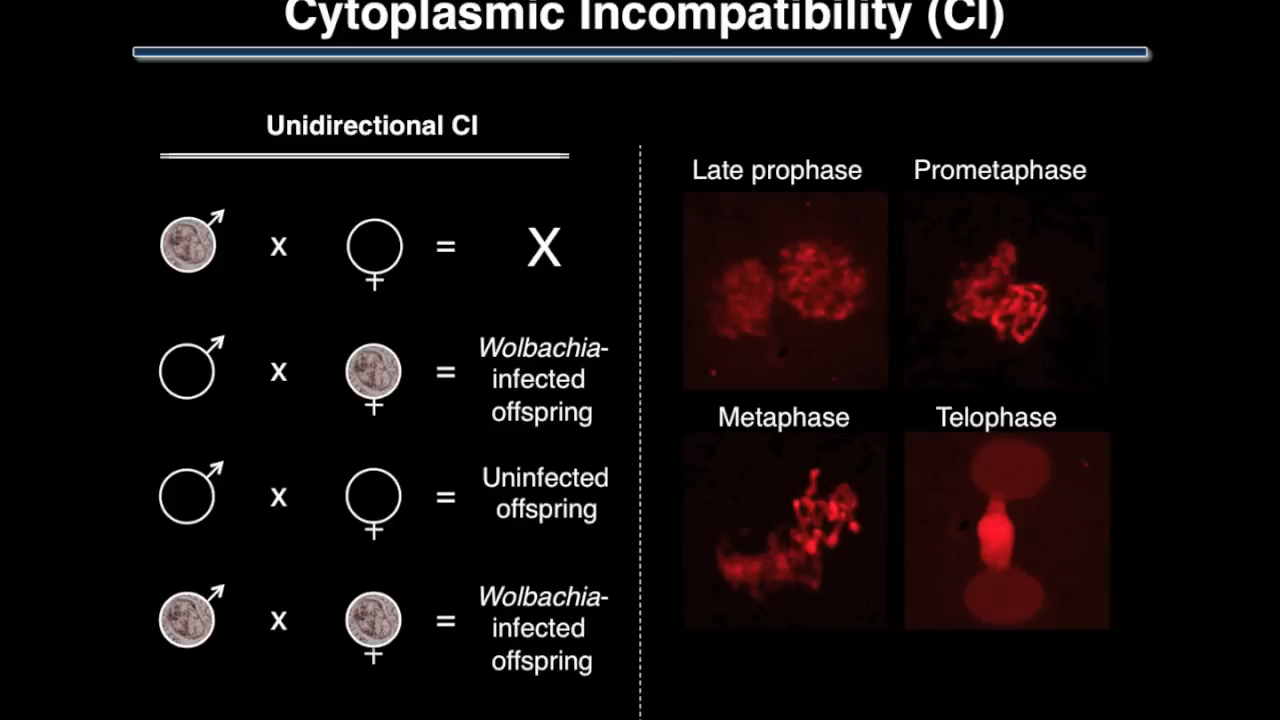 Cytoplasmic Incompatibility (CI)
Unidirectional CI
x = X
x = Wolbachia-
infected
offspring
x = Uninfected
offspring
x = Wolbachia-
infected
offspring
Late prophase
Prometaphase
Metaphase
Telophase